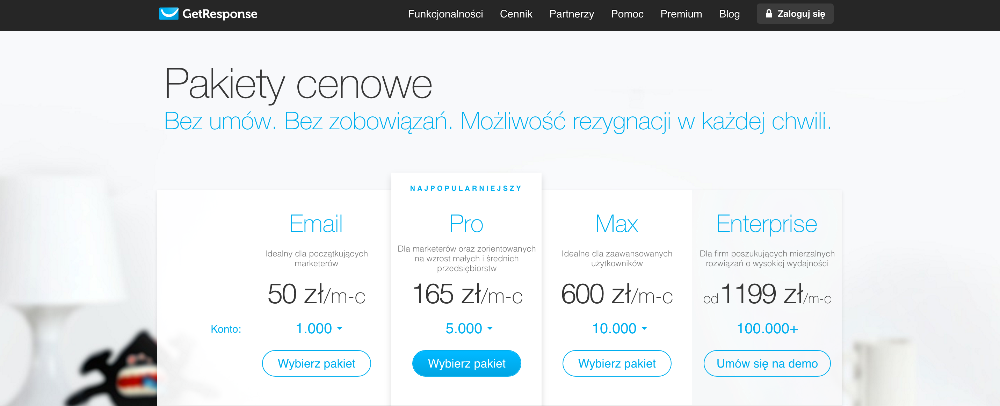 GetResponse
Funkcjonalności Cennik Partnerzy Pomoc Premium Blog Zaloguj się
Pakiety cenowe
Bez umów. Bez zobowiązań. Możliwość rezygnacji w każdej chwili.
NAJPOPULARNIEJSZY
Email
Idealny dla początkujących
marketerów
50 zł/m-c
1.000
Wybierz pakiet
Pro
Dla marketerów oraz zorientowanych
na wzrost małych i średnich
przedsiębiorstw
165 zł/m-c
5.000
Wybierz pakiet
Max
Idealne dla zaawansowanych
użytkowników
600 zł/m-c
10.000
Wybierz pakiet
Enterprise
Dla firm poszukujących mierzalnych
rozwiązań o wysokiej wydajności
od 1199 zł/m-c
100.000+
Umów się na demo
Konto: